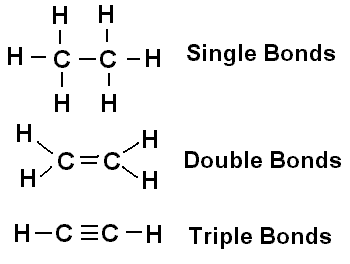 H H
H – C – C – H Single Bonds
H H
H H
C = C Double Bonds
H H
H – C ≡ C – H Triple Bonds